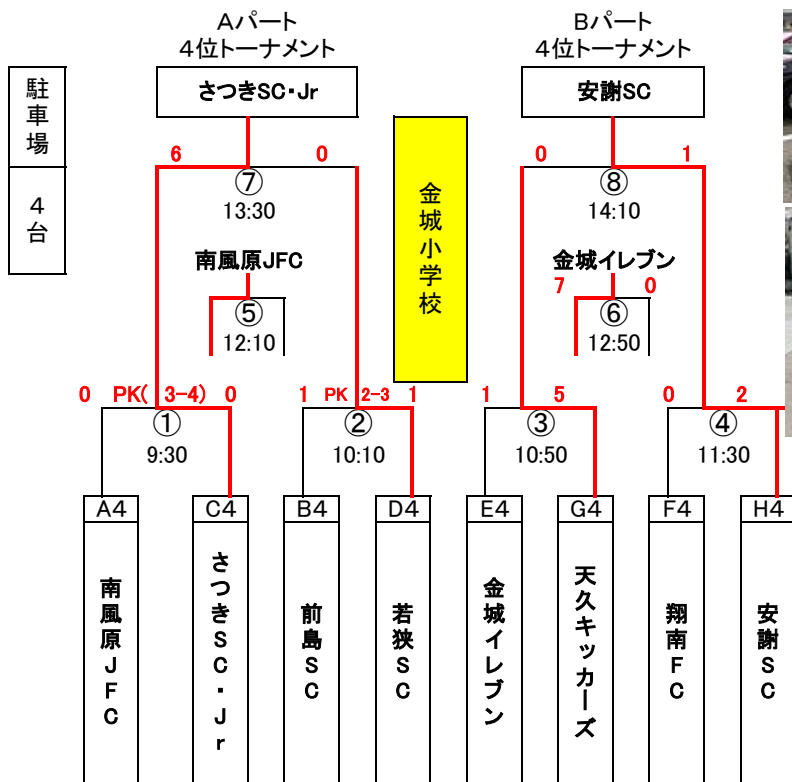 Aパート
4位トーナメント
Bパート
4位トーナメント
駐車場
4台
さつきSC・Jr
安謝SC
金城小学校
6
0
⑦
13:30
0
1
⑧
14:10
南風原JFC
⑤
12:10
金城イレブン
7
0
⑥
12:50
0 PK( 3-4) 0
①
9:30
1 PK 2-3 1
②
10:10
1
5
③
10:50
0
2
④
11:30
A4
C4
B4
D4
E4
G4
F4
H4
南風原JFC
さつきSC・Jr
前島SC
若狭SC
金城イレブン
天久キッカーズ
翔南FC
安謝SC